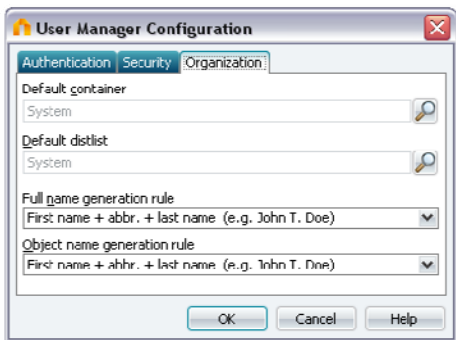 User Manager Configuration
Authentication Security Organization
Default container
System
Default distlist
System
Full name generation rule
First name + abbr. + last name (e.g. John T. Doe)
Object name generation rule
First name + abbr. + last name (e.g. John T. Doe)
OK Cancel Help